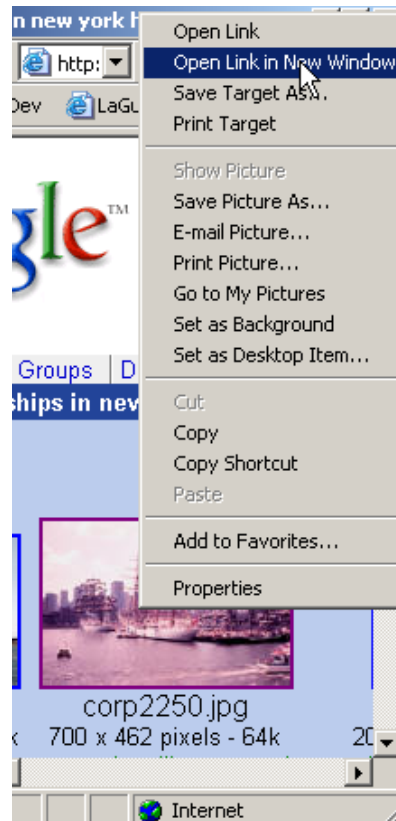 n new york h
Open Link
http:
Open Link in New Window
Dev
LaGu
Save Target As...
Print Target
Show Picture
gle™
Save Picture As...
E-mail Picture...
Print Picture...
Go to My Pictures
Set as Background
Groups D
Set as Desktop Item...
ships in new
Cut
Copy
Copy Shortcut
Paste
Add to Favorites...
Properties
corp2250.jpg
k 700 x 462 pixels - 64k 20
Internet